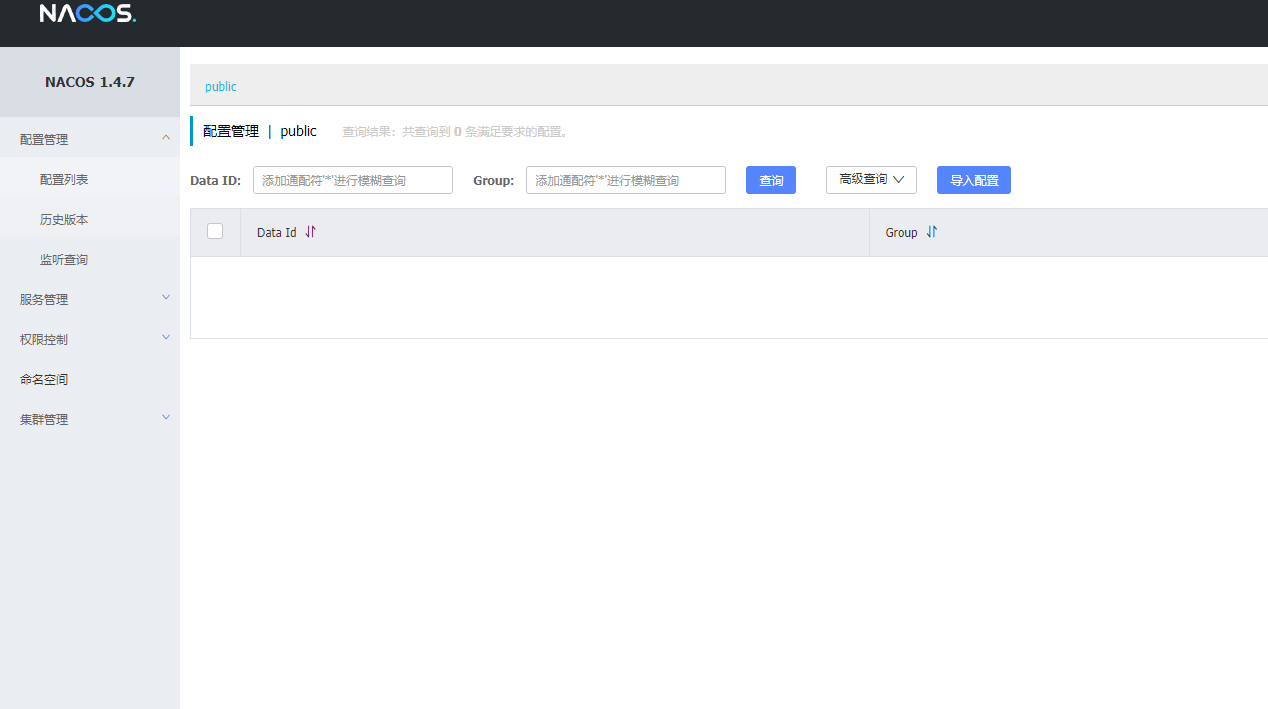 NACOS.
NACOS 1.4.7
配置管理
配置列表
历史版本
监听查询
服务管理
权限控制
命名空间
集群管理
public
配置管理 | public 查询结果：共查询到 0 条满足要求的配置。
Data ID: 添加通配符'*'进行模糊查询 Group: 添加通配符'*'进行模糊查询 查询 高级查询 导入配置
Data Id Group